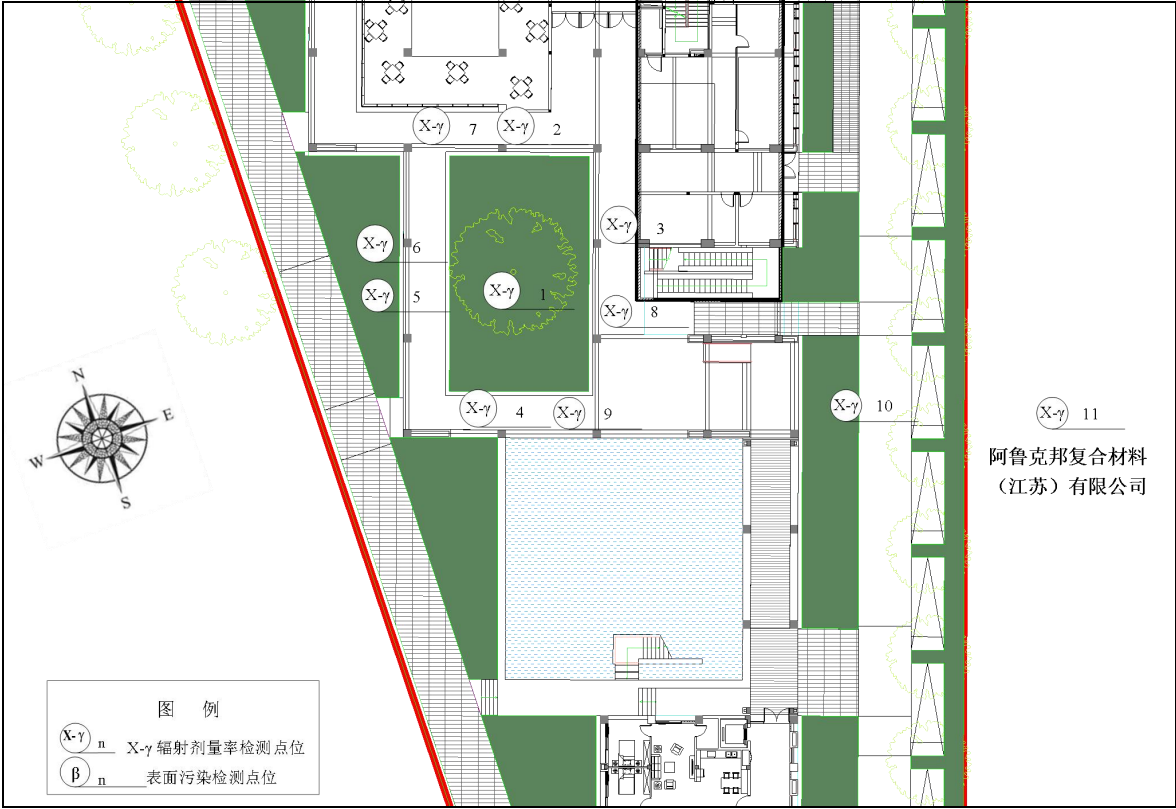 X-γ 7 X-γ 2
X-γ 3
X-γ 6
X-γ 1
X-γ 5
X-γ 8
N
E
W
S
X-γ 4 X-γ 9
X-γ 10
X-γ 11
阿鲁克邦复合材料
（江苏）有限公司
图 例
X-γ n X-γ辐射剂量率检测点位
β n 表面污染检测点位